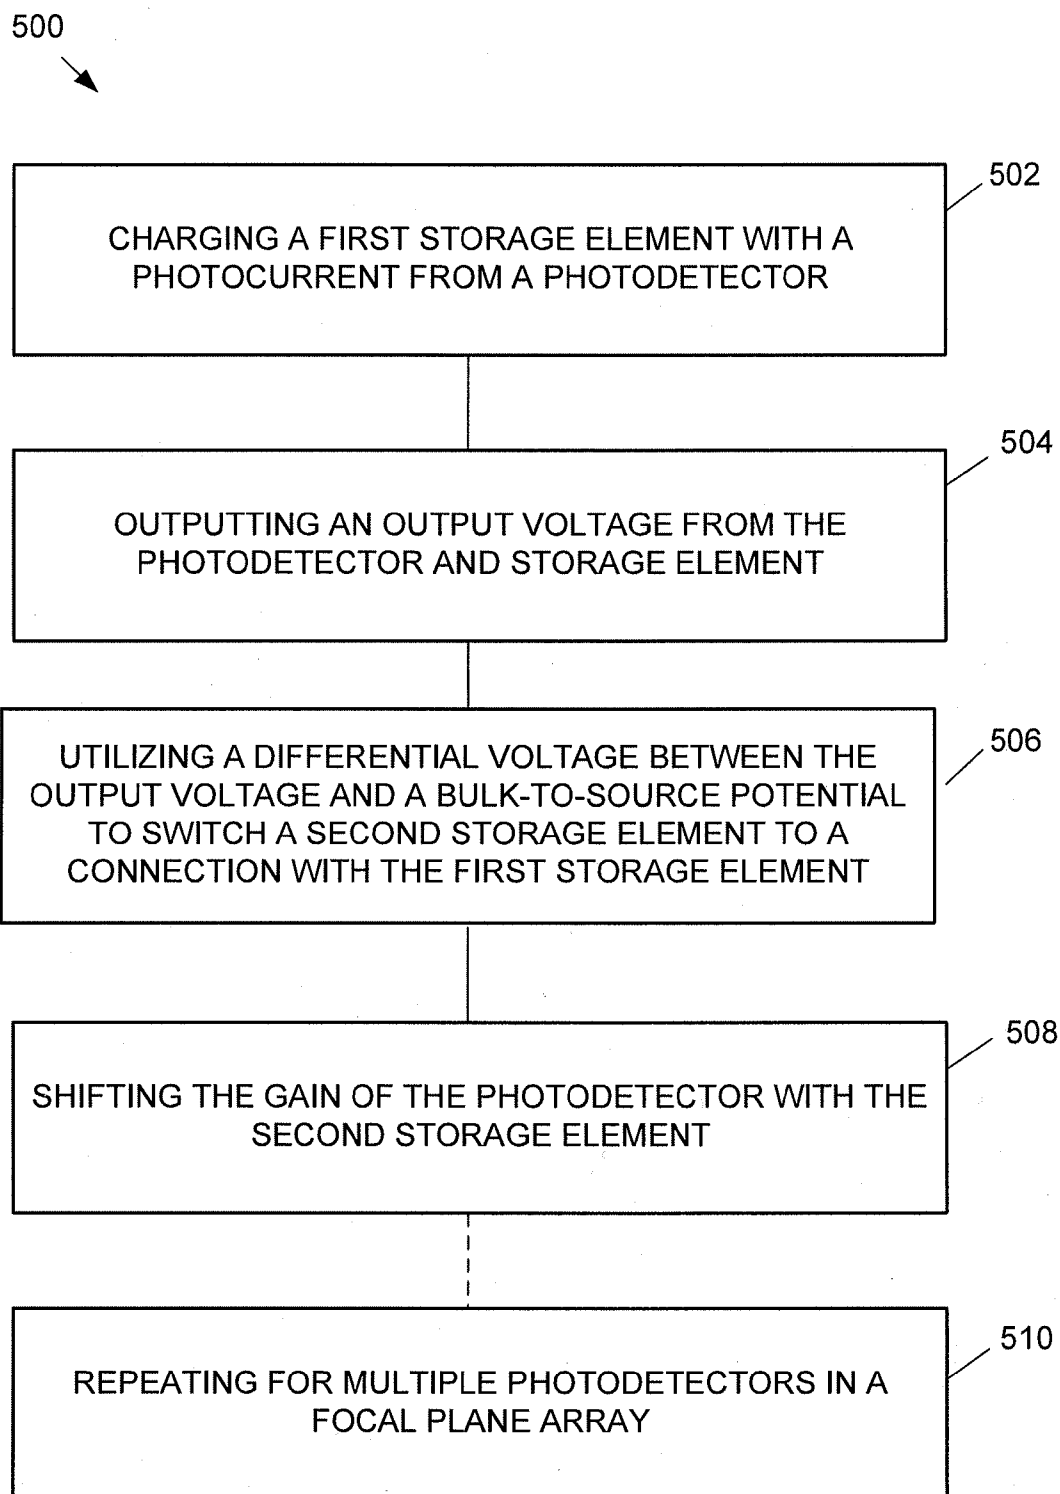 500
502
CHARGING A FIRST STORAGE ELEMENT WITH A
PHOTOCURRENT FROM A PHOTODETECTOR
504
OUTPUTTING AN OUTPUT VOLTAGE FROM THE
PHOTODETECTOR AND STORAGE ELEMENT
506
UTILIZING A DIFFERENTIAL VOLTAGE BETWEEN THE
OUTPUT VOLTAGE AND A BULK-TO-SOURCE POTENTIAL
TO SWITCH A SECOND STORAGE ELEMENT TO A
CONNECTION WITH THE FIRST STORAGE ELEMENT
508
SHIFTING THE GAIN OF THE PHOTODETECTOR WITH THE
SECOND STORAGE ELEMENT
510
REPEATING FOR MULTIPLE PHOTODETECTORS IN A
FOCAL PLANE ARRAY